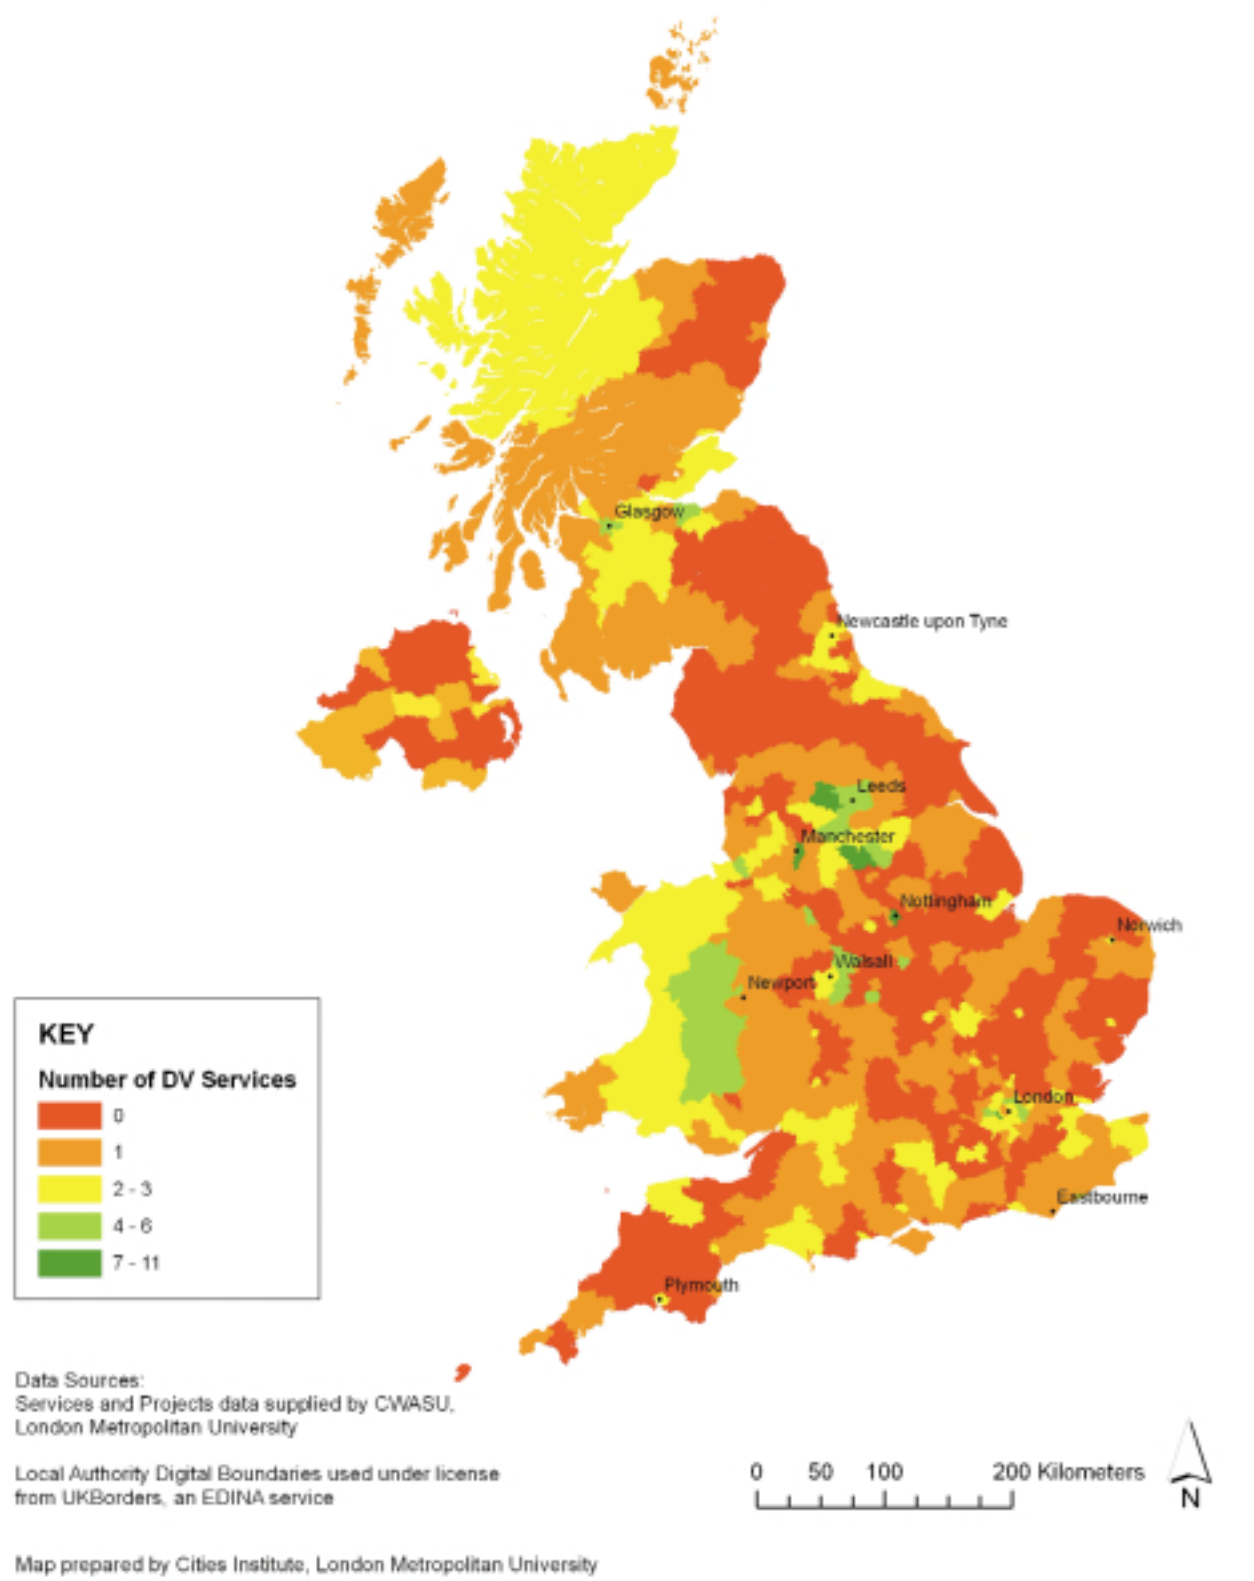 Glasgow
Newcastle upon Tyne
Leeds
Manchester
Nottingham
Norwich
Walsall
Newport
London
Eastbourne
Plymouth
KEY
Number of DV Services
0
1
2 - 3
4 - 6
7 - 11
Data Sources:
Services and Projects data supplied by CWASU,
London Metropolitan University
Local Authority Digital Boundaries used under license
from UKBorders, an EDINA service
0 50 100 200 Kilometers
N
Map prepared by Cities Institute, London Metropolitan University